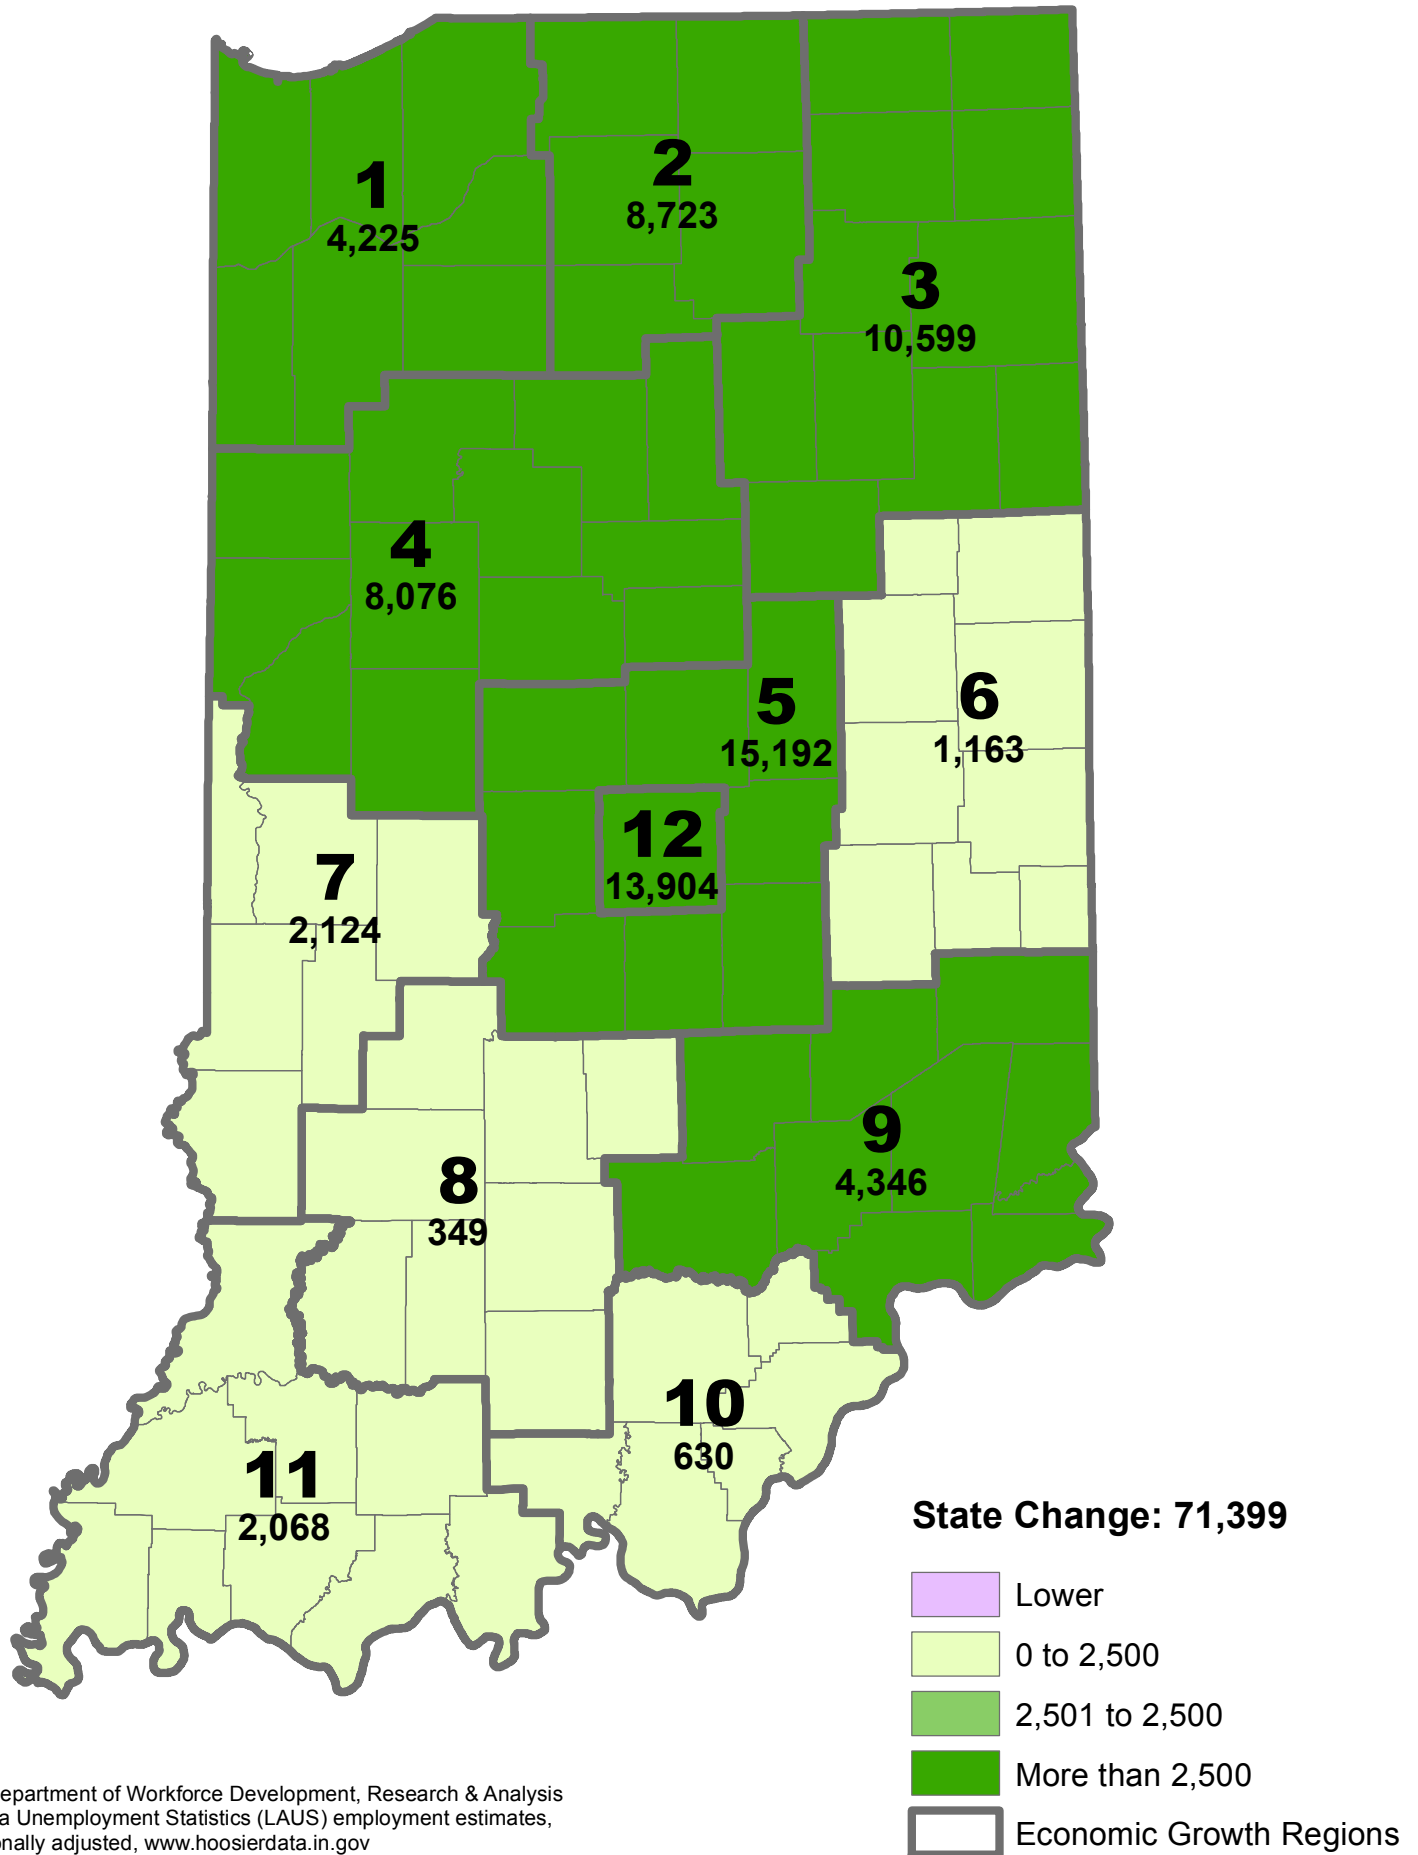 1
4,225
2
8,723
3
10,599
4
8,076
5
15,192
6
1,163
12
13,904
7
2,124
9
4,346
8
349
10
630
11
2,068
State Change: 71,399
Lower
0 to 2,500
2,501 to 2,500
More than 2,500
Economic Growth Regions
epartment of Workforce Development, Research & Analysis
a Unemployment Statistics (LAUS) employment estimates,
onally adjusted, www.hoosierdata.in.gov